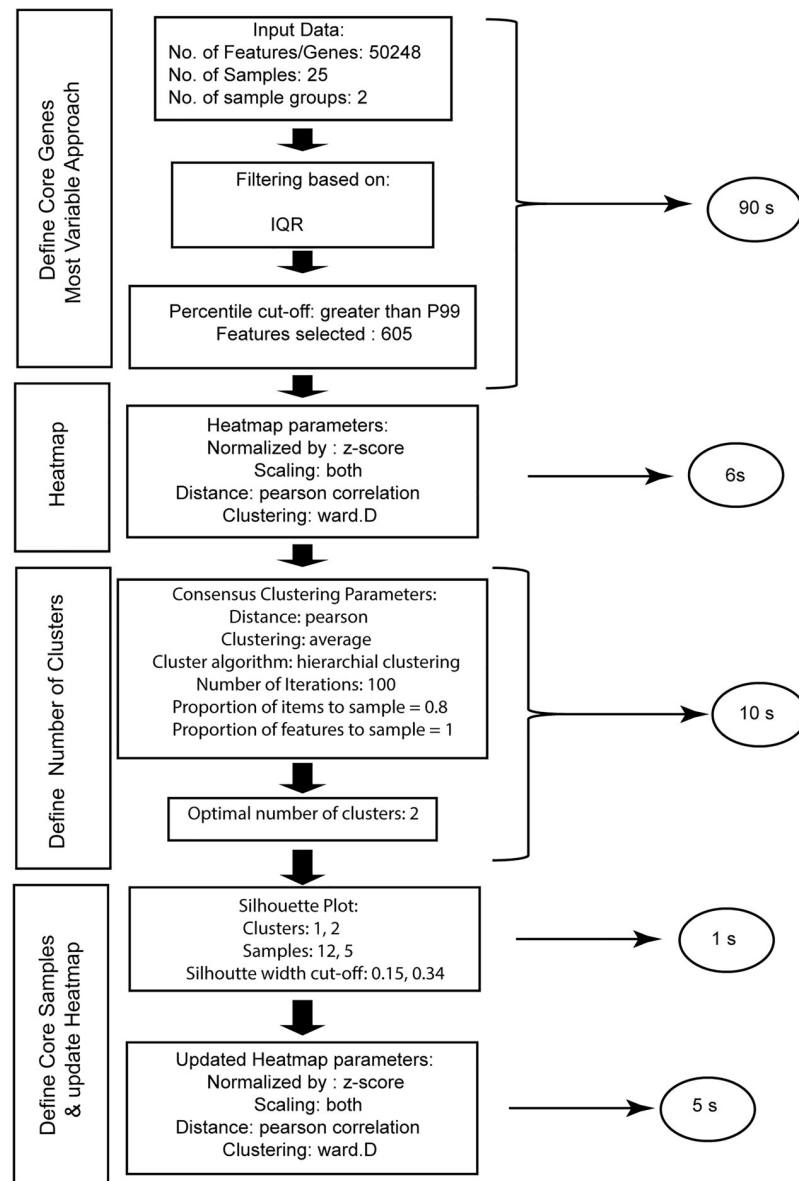 Define Core Genes
Most Variable Approach
Input Data:
No. of Features/Genes: 50248
No. of Samples: 25
No. of sample groups: 2
Filtering based on:
IQR
Percentile cut-off: greater than P99
Features selected : 605
90 s
Heatmap
Heatmap parameters:
Normalized by : z-score
Scaling: both
Distance: pearson correlation
Clustering: ward.D
6s
Define Number of Clusters
Consensus Clustering Parameters:
Distance: pearson
Clustering: average
Cluster algorithm: hierarchial clustering
Number of Iterations: 100
Proportion of items to sample = 0.8
Proportion of features to sample = 1
Optimal number of clusters: 2
10 s
Define Core Samples
& update Heatmap
Silhouette Plot:
Clusters: 1, 2
Samples: 12, 5
Silhoutte width cut-off: 0.15, 0.34
1 s
Updated Heatmap parameters:
Normalized by : z-score
Scaling: both
Distance: pearson correlation
Clustering: ward.D
5 s